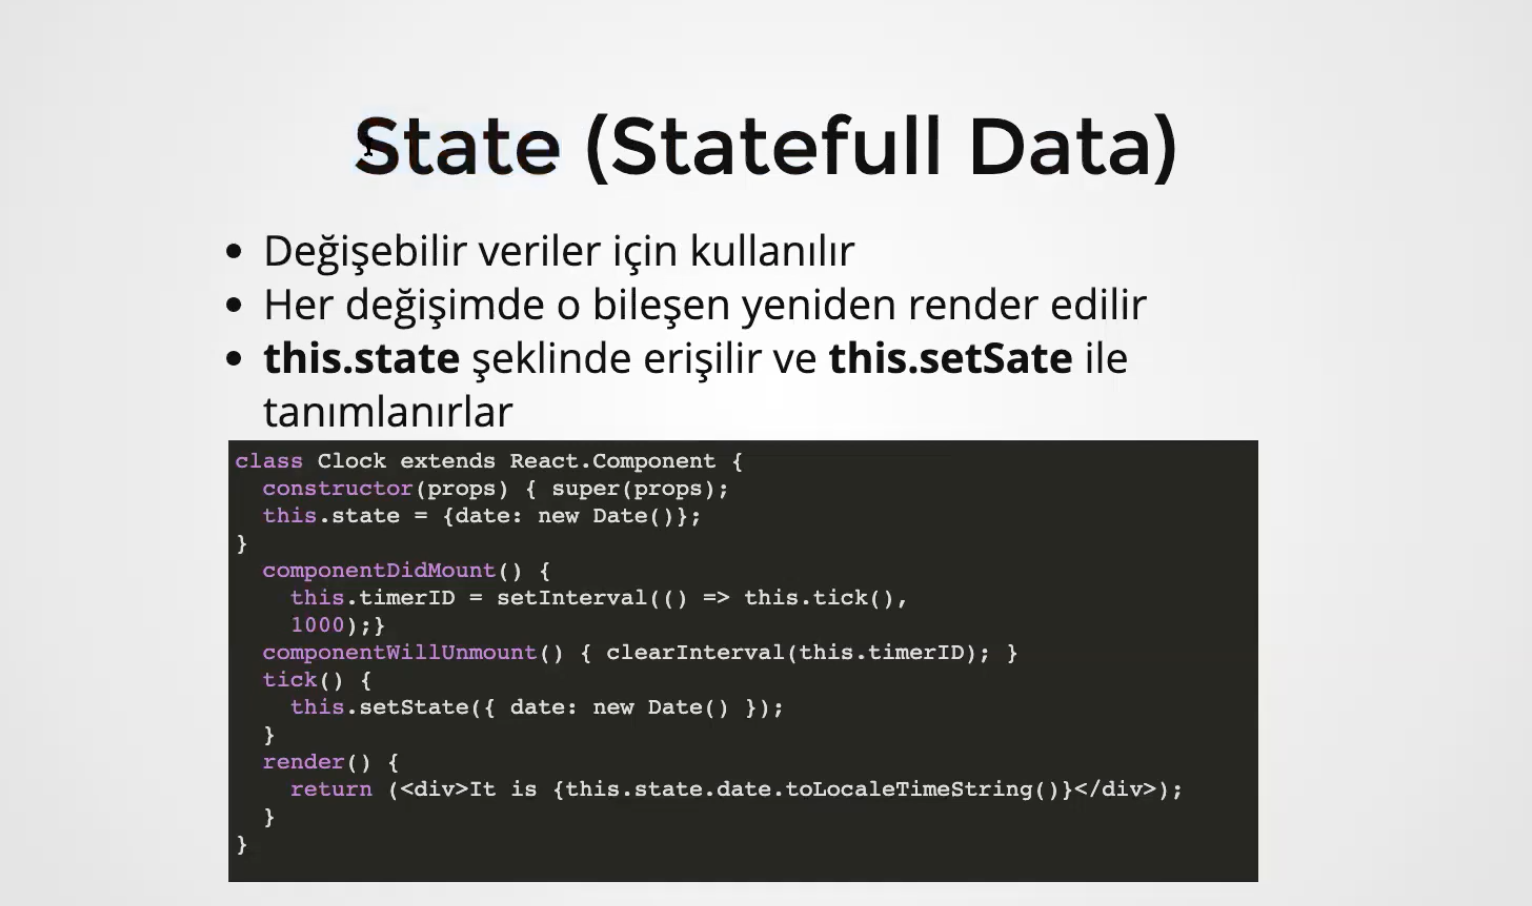 State (Statefull Data)
• Değişebilir veriler için kullanılır
• Her değişimde o bileşen yeniden render edilir
• this.state şeklinde erişilir ve this.setSate ile
tanımlanırlar
class Clock extends React.Component {
  constructor(props) { super(props);
  this.state = {date: new Date()};
}
  componentDidMount() {
    this.timerID = setInterval(() => this.tick(),
    1000);}
  componentWillUnmount() { clearInterval(this.timerID); }
  tick() {
    this.setState({ date: new Date() });
  }
  render() {
    return (<div>It is {this.state.date.toLocaleTimeString()}</div>);
  }
}